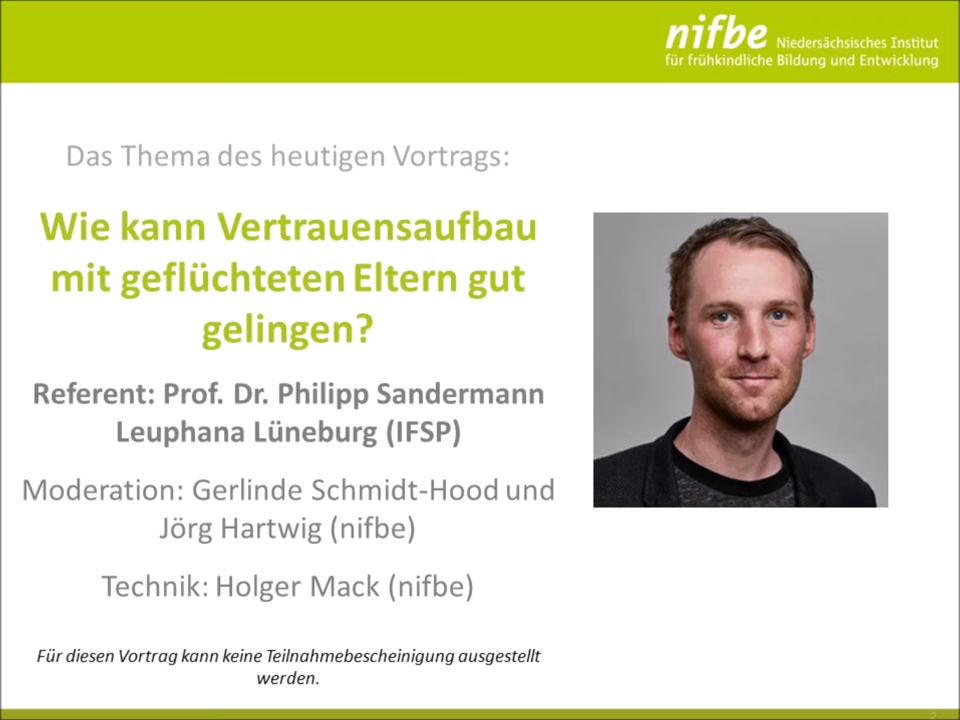 nifbe Niedersächsisches Institut
für frühkindliche Bildung und Entwicklung
Das Thema des heutigen Vortrags:
Wie kann Vertrauensaufbau
mit geflüchteten Eltern gut
gelingen?
Referent: Prof. Dr. Philipp Sandermann
Leuphana Lüneburg (IFSP)
Moderation: Gerlinde Schmidt-Hood und
Jörg Hartwig (nifbe)
Technik: Holger Mack (nifbe)
Für diesen Vortrag kann keine Teilnahmebescheinigung ausgestellt
werden.
2